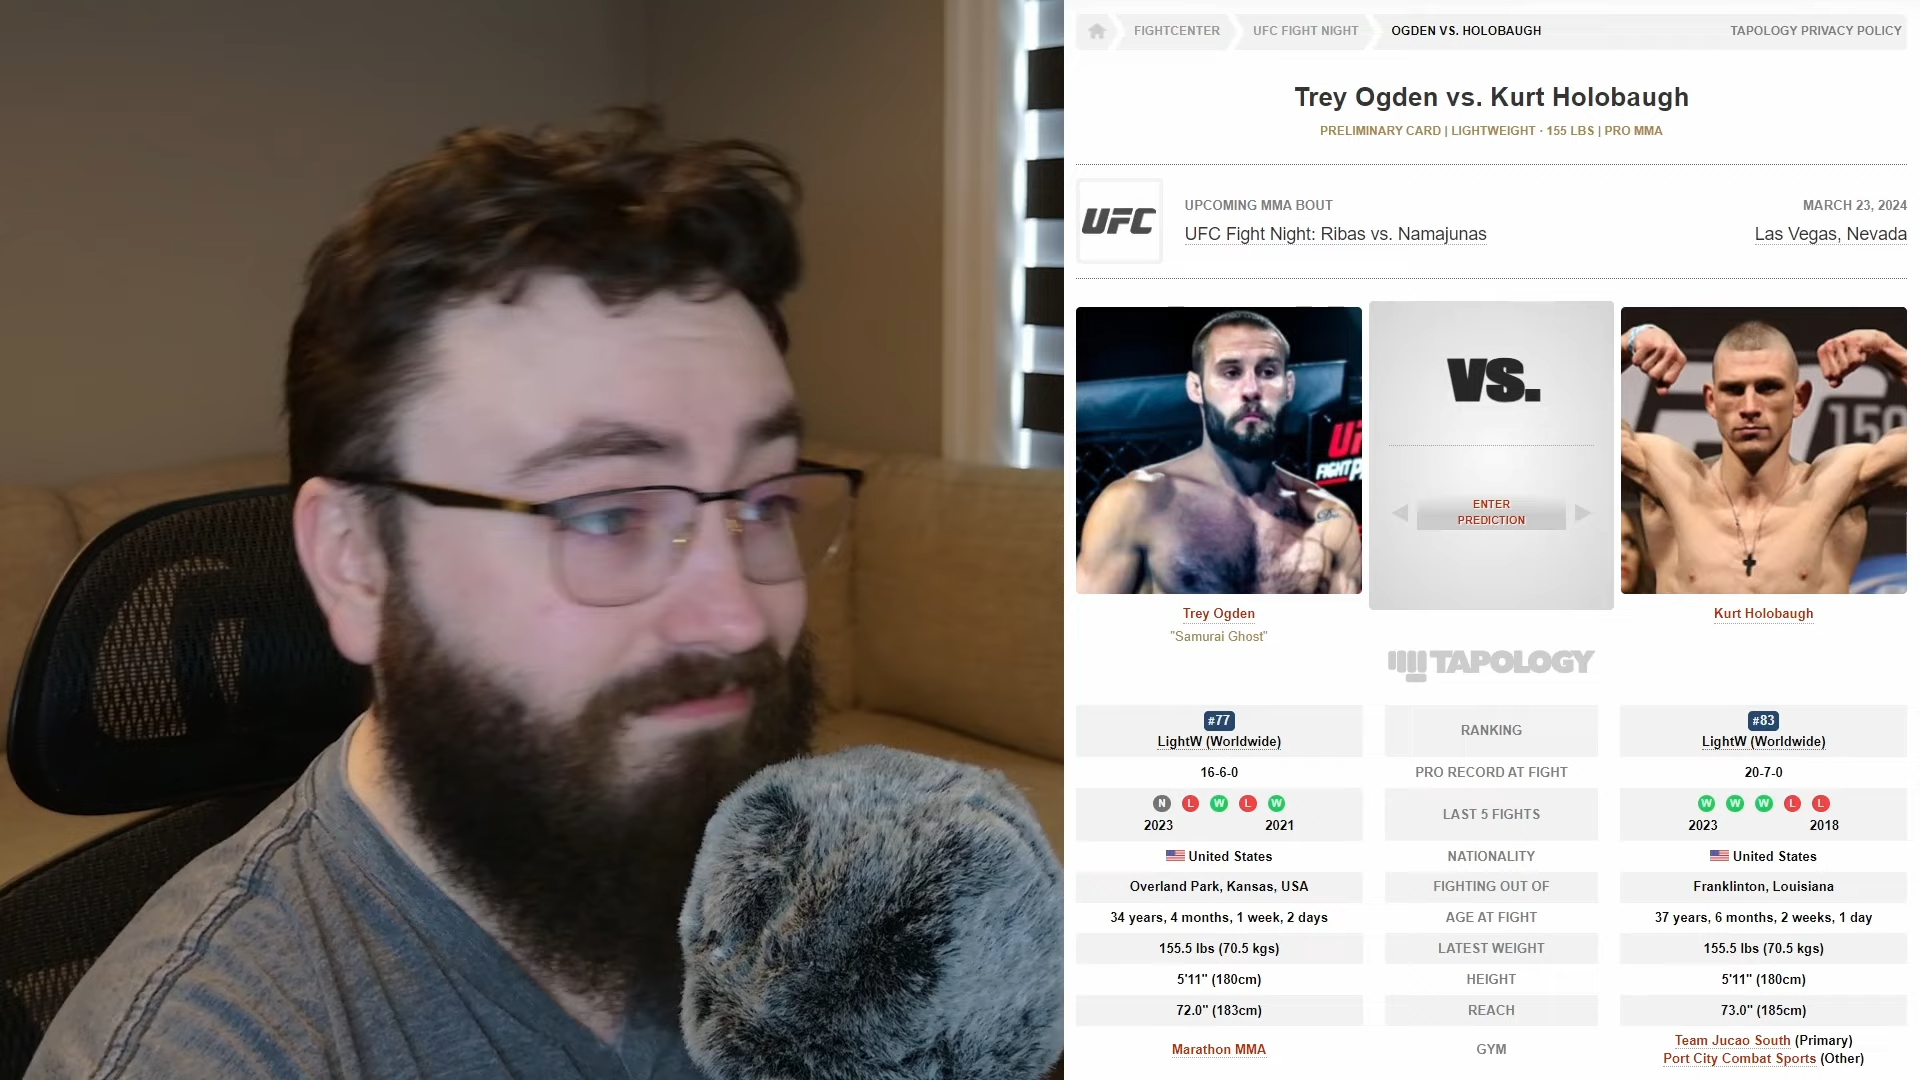 FIGHTCENTER
UFC FIGHT NIGHT
OGDEN VS. HOLOBAUGH
TAPOLOGY PRIVACY POLICY
Trey Ogden vs. Kurt Holobaugh
PRELIMINARY CARD | LIGHTWEIGHT · 155 LBS | PRO MMA
UFC
UPCOMING MMA BOUT
MARCH 23, 2024
UFC Fight Night: Ribas vs. Namajunas
Las Vegas, Nevada
VS.
ENTER
PREDICTION
FIGHT
150
Trey Ogden
Kurt Holobaugh
"Samurai Ghost"
TAPOLOGY
#77
LightW (Worldwide)
RANKING
#83
LightW (Worldwide)
16-6-0
PRO RECORD AT FIGHT
20-7-0
N L W L W
2023 2021
LAST 5 FIGHTS
W W W L L
2023 2018
United States
NATIONALITY
United States
Overland Park, Kansas, USA
FIGHTING OUT OF
Franklinton, Louisiana
34 years, 4 months, 1 week, 2 days
AGE AT FIGHT
37 years, 6 months, 2 weeks, 1 day
155.5 lbs (70.5 kgs)
LATEST WEIGHT
155.5 lbs (70.5 kgs)
5'11" (180cm)
HEIGHT
5'11" (180cm)
72.0" (183cm)
REACH
73.0" (185cm)
Marathon MMA
GYM
Team Jucao South (Primary)
Port City Combat Sports (Other)